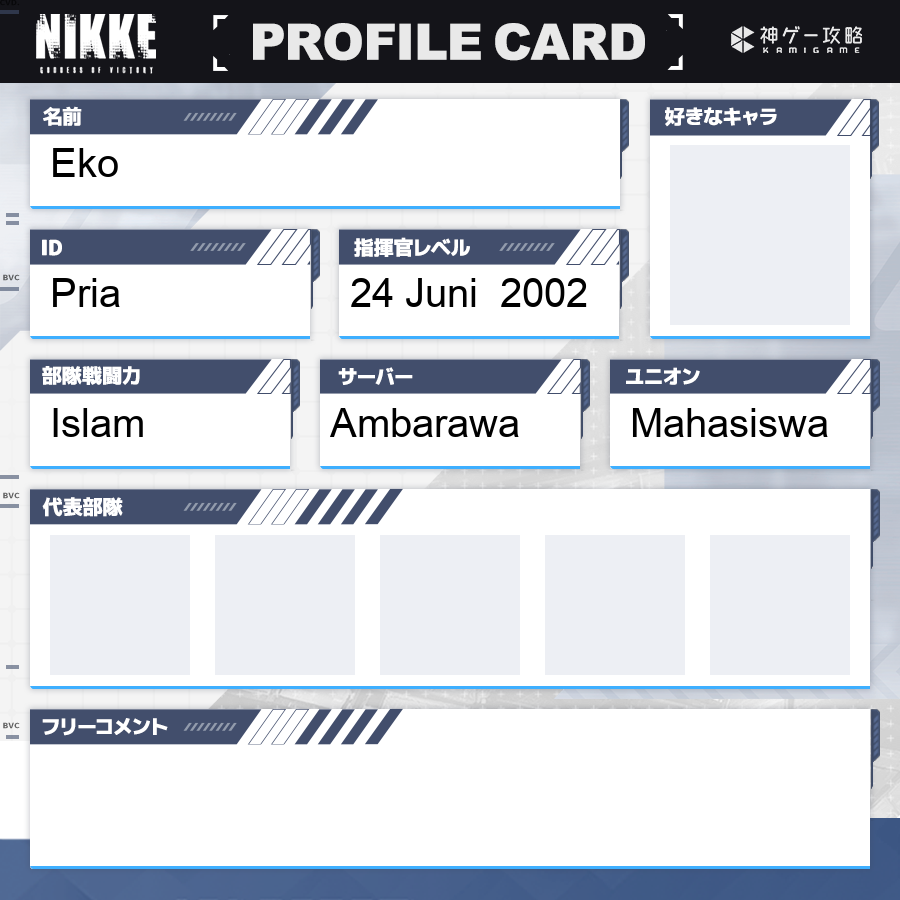 NIKKE
GODDESS OF VICTORY
PROFILE CARD
神ゲー攻略
KAMIGAME
名前
Eko
好きなキャラ
ID
Pria
指揮官レベル
24 Juni 2002
BVC
部隊戦闘力
Islam
サーバー
Ambarawa
ユニオン
Mahasiswa
BVC
代表部隊
BVC
フリーコメント